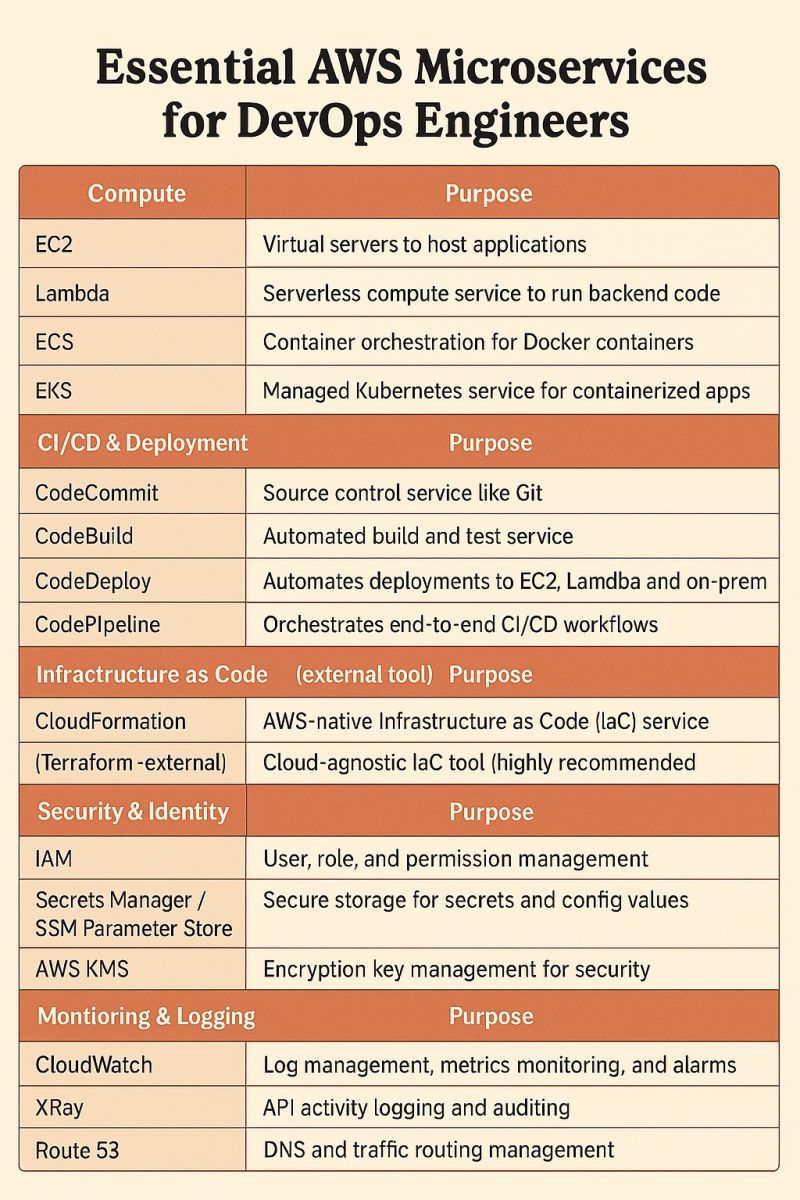 Essential AWS Microservices
for DevOps Engineers
Compute Purpose
EC2 Virtual servers to host applications
Lambda Serverless compute service to run backend code
ECS Container orchestration for Docker containers
EKS Managed Kubernetes service for containerized apps
CI/CD & Deployment Purpose
CodeCommit Source control service like Git
CodeBuild Automated build and test service
CodeDeploy Automates deployments to EC2, Lamdba and on-prem
CodePIpeline Orchestrates end-to-end CI/CD workflows
Infractructure as Code (external tool) Purpose
CloudFormation AWS-native Infrastructure as Code (IaC) service
(Terraform -external) Cloud-agnostic IaC tool (highly recommended
Security & Identity Purpose
IAM User, role, and permission management
Secrets Manager / Secure storage for secrets and config values
SSM Parameter Store
AWS KMS Encryption key management for security
Montioring & Logging Purpose
CloudWatch Log management, metrics monitoring, and alarms
XRay API activity logging and auditing
Route 53 DNS and traffic routing management